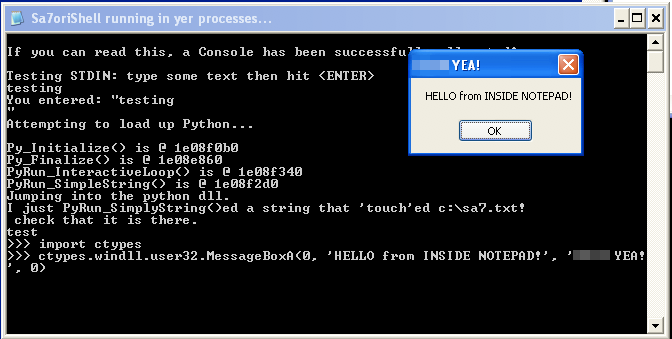 Sa7oriShell running in yer processes...
If you can read this, a Console has been successfull
Testing STDIN: type some text then hit <ENTER>
testing
You entered: "testing
"
Attempting to load up Python...
Py_Initialize() is @ 1e08f0b0
Py_Finalize() is @ 1e08e860
PyRun_InteractiveLoop() is @ 1e08f340
PyRun_SimpleString() is @ 1e08f2d0
Jumping into the python dll.
I just PyRun_SimplyString()ed a string that 'touch'ed c:\sa7.txt!
check that it is there.
test
>>> import ctypes
>>> ctypes.windll.user32.MessageBoxA(0, 'HELLO from INSIDE NOTEPAD!', ' YEA!
', 0)
YEA!
HELLO from INSIDE NOTEPAD!
OK